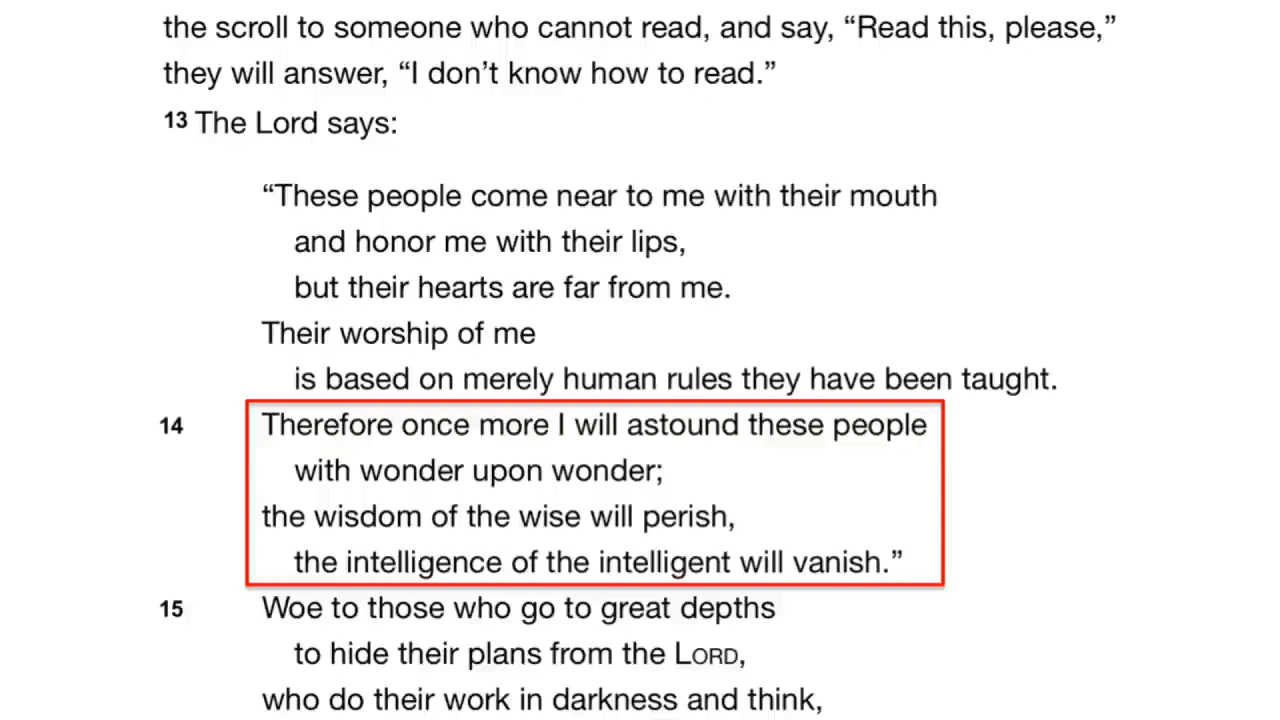 the scroll to someone who cannot read, and say, “Read this, please,”
they will answer, “I don’t know how to read.”
13 The Lord says:
“These people come near to me with their mouth
and honor me with their lips,
but their hearts are far from me.
Their worship of me
is based on merely human rules they have been taught.
14 Therefore once more I will astound these people
with wonder upon wonder;
the wisdom of the wise will perish,
the intelligence of the intelligent will vanish.”
15 Woe to those who go to great depths
to hide their plans from the LORD,
who do their work in darkness and think,